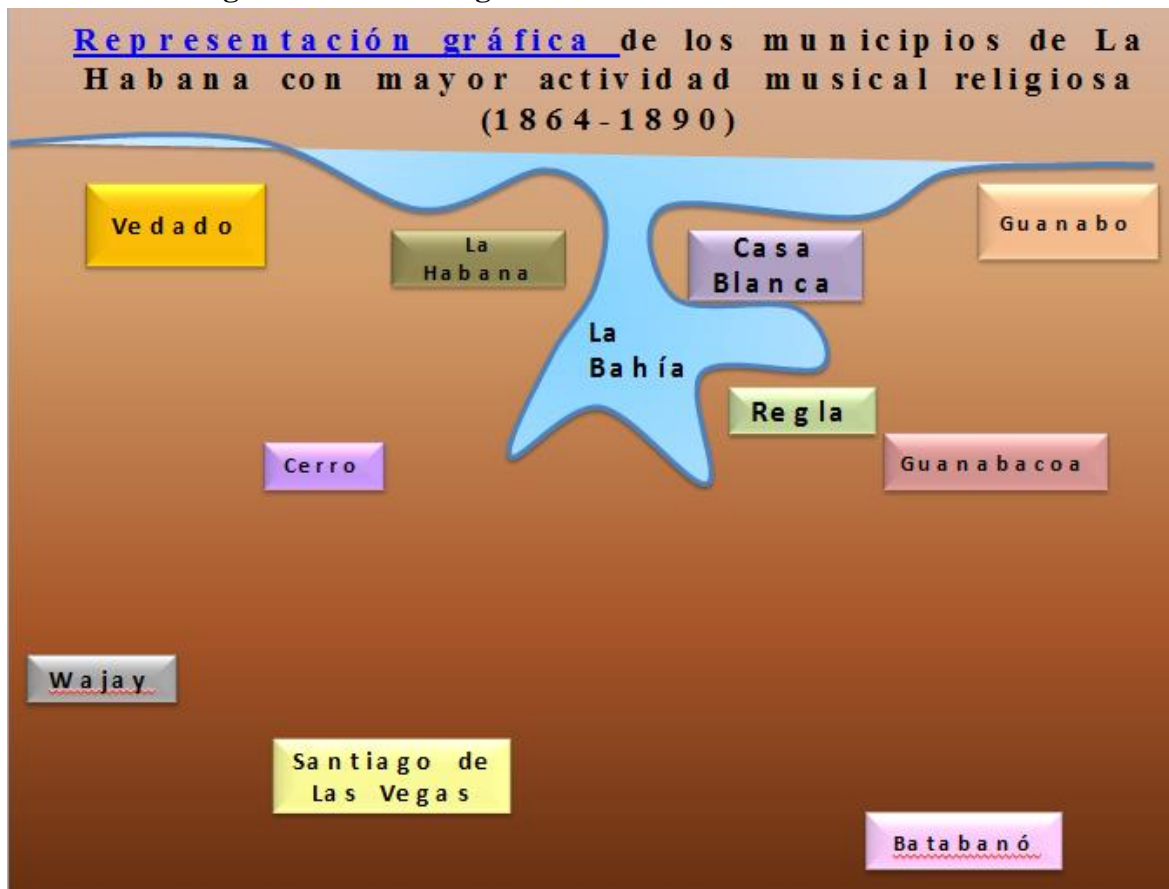 Representación gráfica de los municipios de La
Habana con mayor actividad musical religiosa
(1864-1890)
Vedado
La
Habana
Casa
Blanca
Guanabo
La
Bahía
Regla
Cerro
Guanabacoa
Wajay
Santiago de
Las Vegas
Batabanó